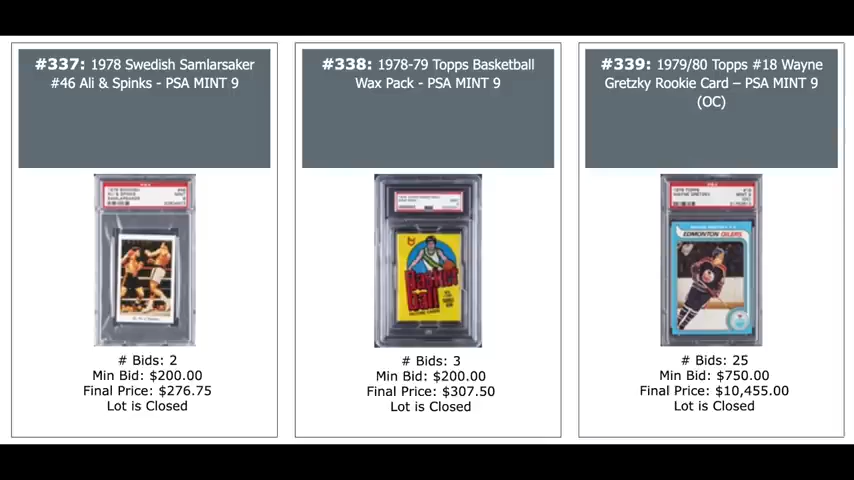 #337: 1978 Swedish Samlarsaker
#46 Ali & Spinks - PSA MINT 9
# Bids: 2
Min Bid: $200.00
Final Price: $276.75
Lot is Closed
#338: 1978-79 Topps Basketball
Wax Pack - PSA MINT 9
Basket
ball
# Bids: 3
Min Bid: $200.00
Final Price: $307.50
Lot is Closed
#339: 1979/80 Topps #18 Wayne
Gretzky Rookie Card – PSA MINT 9
(OC)
EDMONTON OILERS
# Bids: 25
Min Bid: $750.00
Final Price: $10,455.00
Lot is Closed